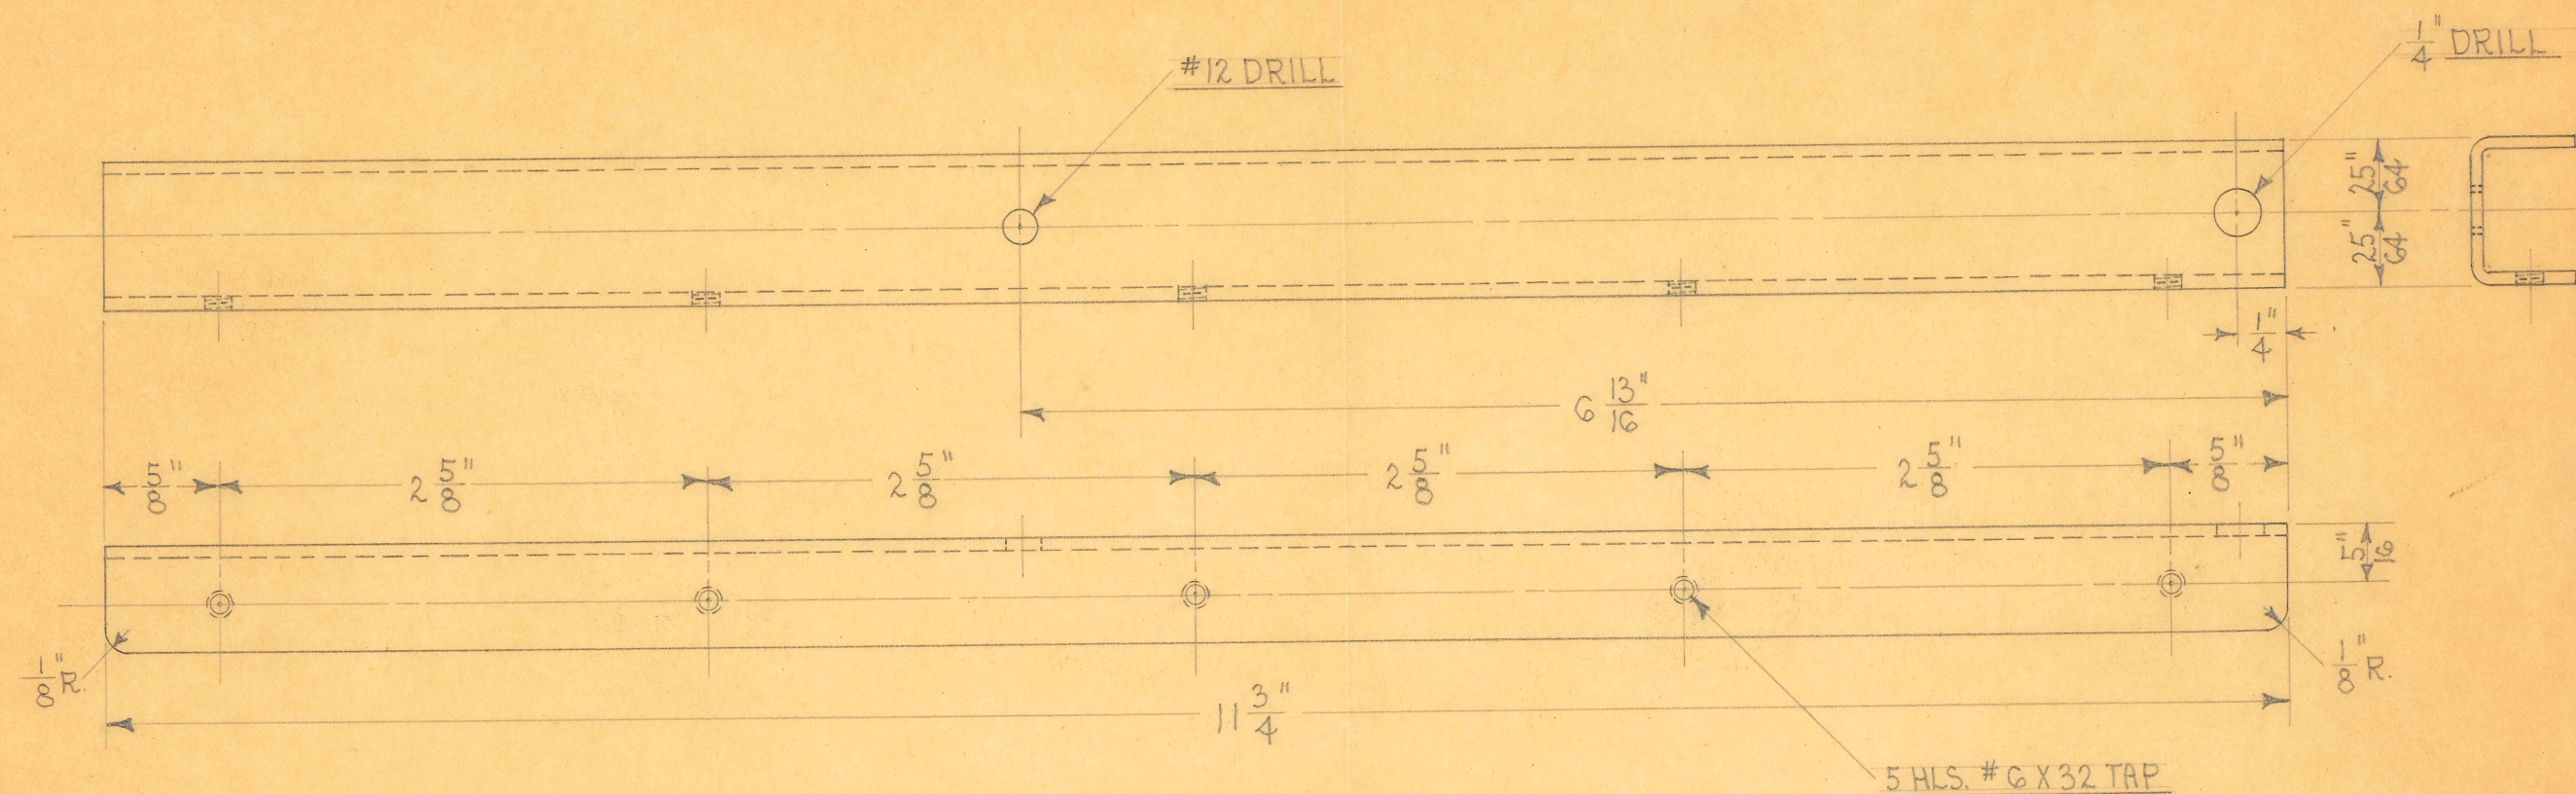 #12 DRILL
1/4" DRILL
25"/64
25"/64
1/4"
6 13/16"
5/8"
2 5/8"
2 5/8"
2 5/8"
2 5/8"
5/8"
5/16"
1/8" R.
1/8" R.
11 3/4"
5 HLS. #6 X 32 TAP